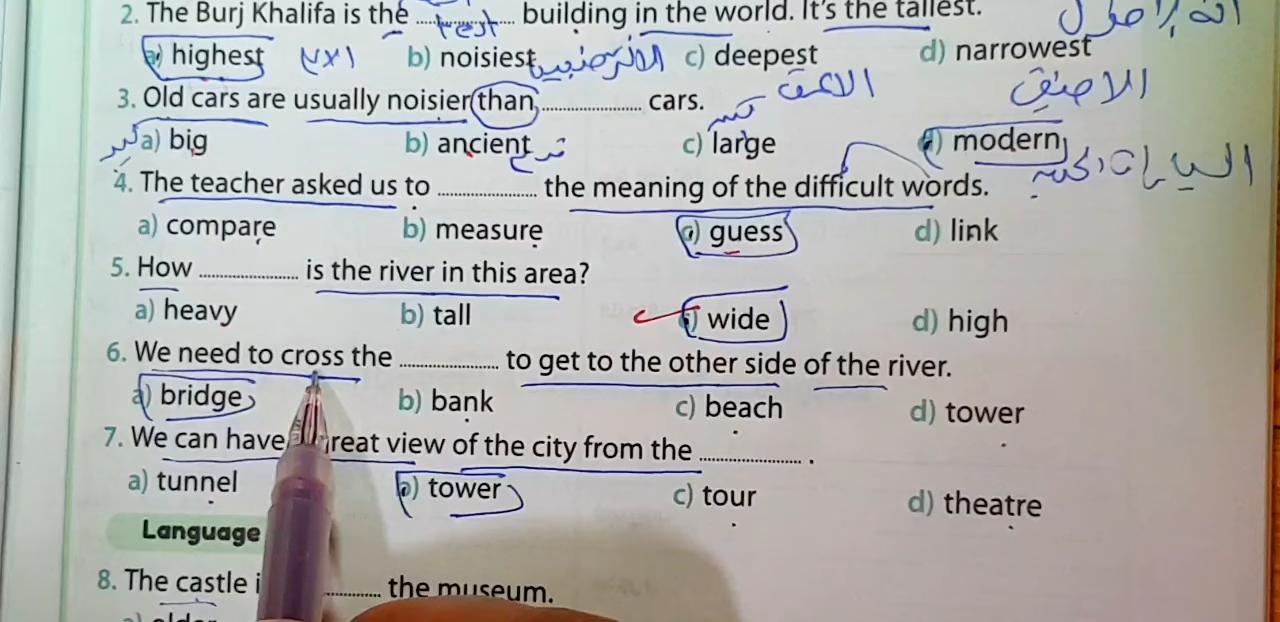 2. The Burj Khalifa is the .................. building in the world. It's the tallest.
a) highest b) noisiest c) deepest d) narrowest
الاعمق
الاضيق
3. Old cars are usually noisier than .................. cars.
a) big b) ancient c) large d) modern
كبير
4. The teacher asked us to .................. the meaning of the difficult words.
a) compare b) measure c) guess d) link
5. How .................. is the river in this area?
a) heavy b) tall c) wide d) high
6. We need to cross the .................. to get to the other side of the river.
a) bridge b) bank c) beach d) tower
7. We can have reat view of the city from the .................. .
a) tunnel b) tower c) tour d) theatre
Language
8. The castle i .............. the museum.